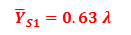 Ȳ_S1 = 0.63 λ